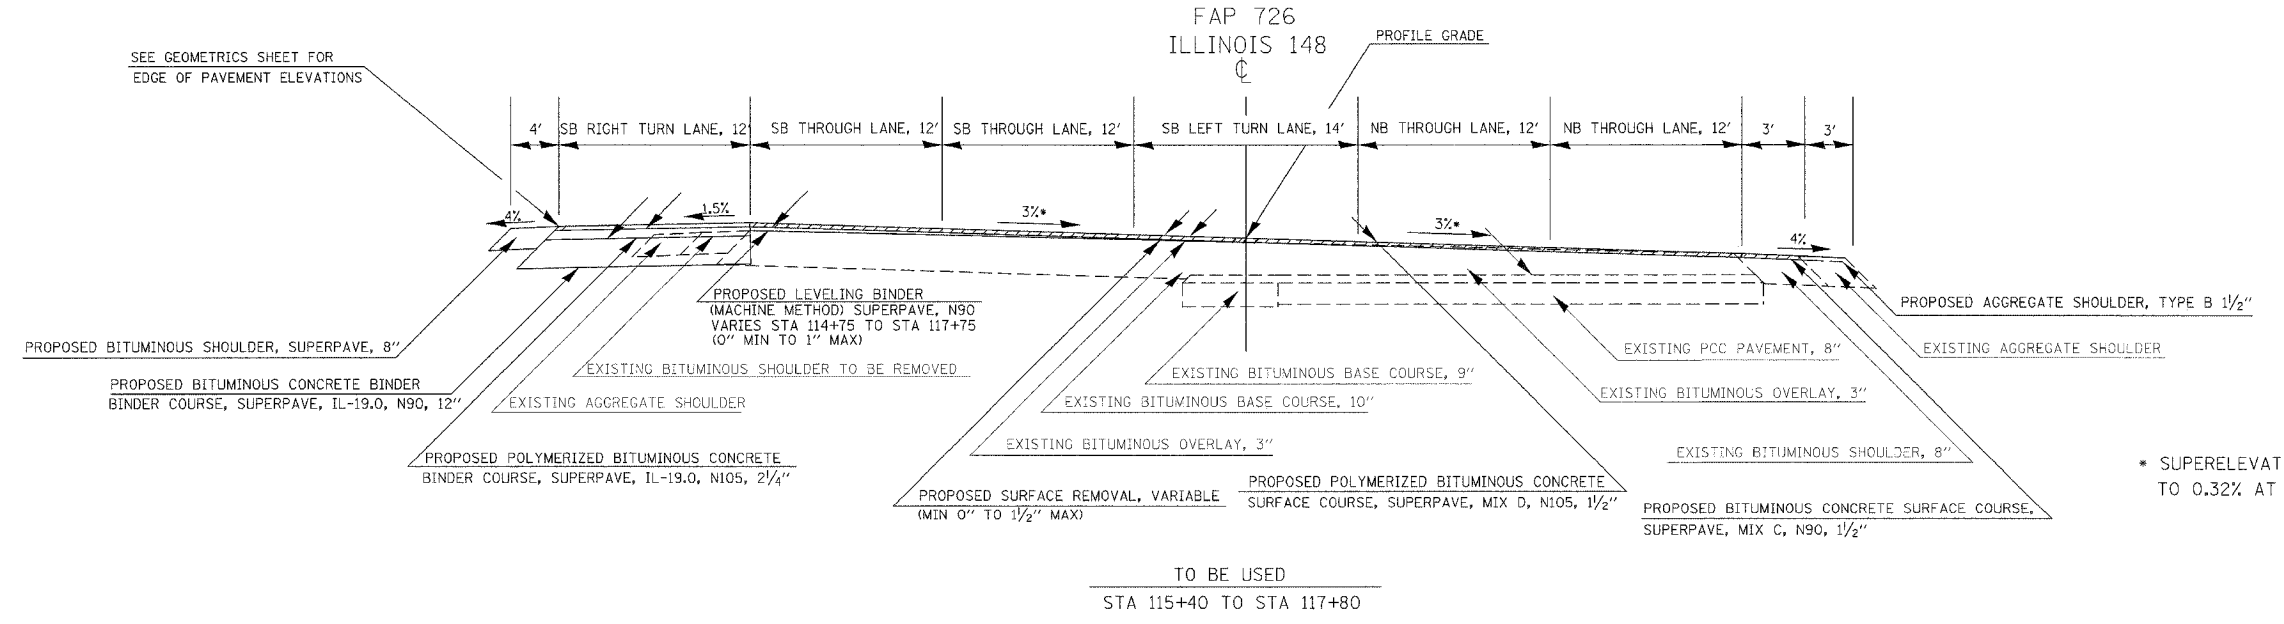 FAP 726
ILLINOIS 148
℄
PROFILE GRADE
SEE GEOMETRICS SHEET FOR
EDGE OF PAVEMENT ELEVATIONS
4'
SB RIGHT TURN LANE, 12'
SB THROUGH LANE, 12'
SB THROUGH LANE, 12'
SB LEFT TURN LANE, 14'
NB THROUGH LANE, 12'
NB THROUGH LANE, 12'
3'
3'
4%
1.5%
3%*
3%*
4%
PROPOSED LEVELING BINDER
(MACHINE METHOD) SUPERPAVE, N90
VARIES STA 114+75 TO STA 117+75
(0" MIN TO 1" MAX)
PROPOSED AGGREGATE SHOULDER, TYPE B 1½"
PROPOSED BITUMINOUS SHOULDER, SUPERPAVE, 8"
EXISTING PCC PAVEMENT, 8"
EXISTING AGGREGATE SHOULDER
EXISTING BITUMINOUS SHOULDER TO BE REMOVED
EXISTING BITUMINOUS BASE COURSE, 9"
PROPOSED BITUMINOUS CONCRETE BINDER
BINDER COURSE, SUPERPAVE, IL-19.0, N90, 12"
EXISTING AGGREGATE SHOULDER
EXISTING BITUMINOUS BASE COURSE, 10"
EXISTING BITUMINOUS OVERLAY, 3"
EXISTING BITUMINOUS OVERLAY, 3"
EXISTING BITUMINOUS SHOULDER, 8"
PROPOSED POLYMERIZED BITUMINOUS CONCRETE
BINDER COURSE, SUPERPAVE, IL-19.0, N105, 2¼"
* SUPERELEVAT
TO 0.32% AT
PROPOSED SURFACE REMOVAL, VARIABLE
(MIN 0" TO 1½" MAX)
PROPOSED POLYMERIZED BITUMINOUS CONCRETE
SURFACE COURSE, SUPERPAVE, MIX D, N105, 1½"
PROPOSED BITUMINOUS CONCRETE SURFACE COURSE,
SUPERPAVE, MIX C, N90, 1½"
TO BE USED
STA 115+40 TO STA 117+80